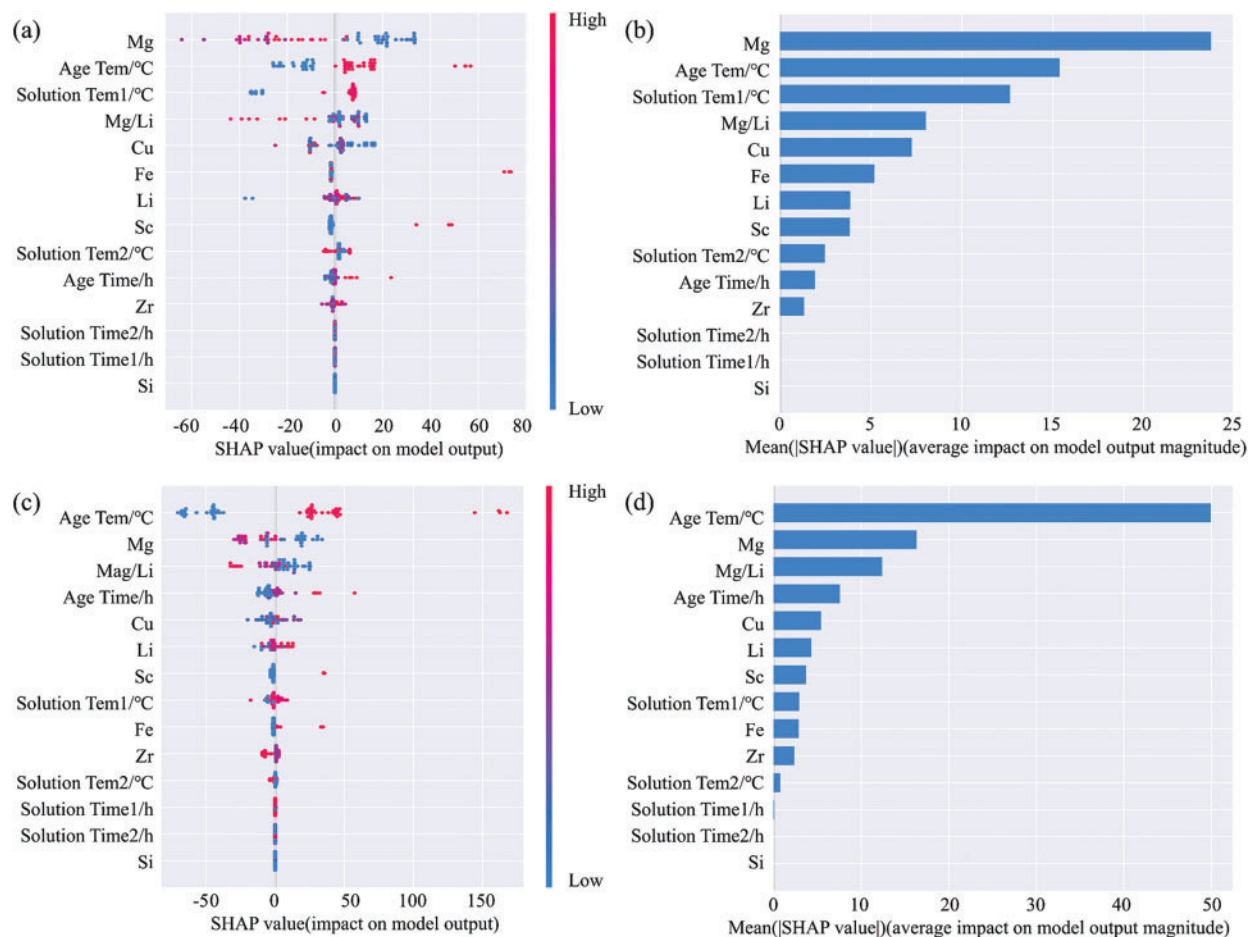 (a)
High
Mg
Age Tem/℃
Solution Tem1/℃
Mg/Li
Cu
Fe
Li
Sc
Solution Tem2/℃
Age Time/h
Zr
Solution Time2/h
Solution Time1/h
Si
Low
-60 -40 -20 0 20 40 60 80
SHAP value(impact on model output)
(b)
Mg
Age Tem/℃
Solution Tem1/℃
Mg/Li
Cu
Fe
Li
Sc
Solution Tem2/℃
Age Time/h
Zr
Solution Time2/h
Solution Time1/h
Si
0 5 10 15 20 25
Mean(|SHAP value|)(average impact on model output magnitude)
(c)
High
Age Tem/℃
Mg
Mag/Li
Age Time/h
Cu
Li
Sc
Solution Tem1/℃
Fe
Zr
Solution Tem2/℃
Solution Time1/h
Solution Time2/h
Si
Low
-50 0 50 100 150
SHAP value(impact on model output)
(d)
Age Tem/℃
Mg
Mg/Li
Age Time/h
Cu
Li
Sc
Solution Tem1/℃
Fe
Zr
Solution Tem2/℃
Solution Time1/h
Solution Time2/h
Si
0 10 20 30 40 50
Mean(|SHAP value|)(average impact on model output magnitude)